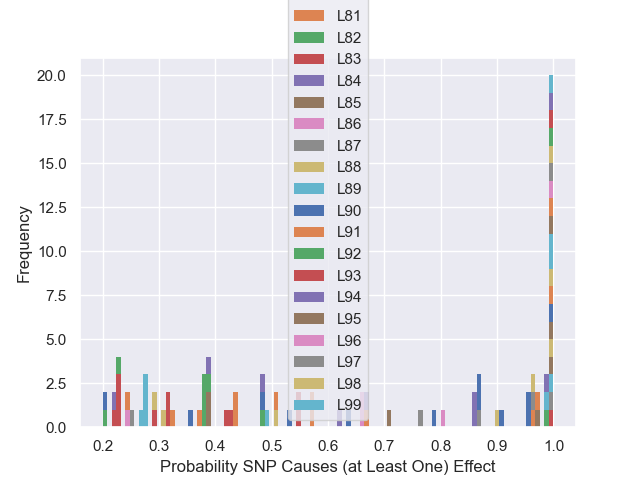 L81
L82
L83
L84
L85
L86
L87
L88
L89
L90
L91
L92
L93
L94
L95
L96
L97
L98
L99
20.0
17.5
15.0
12.5
10.0
7.5
5.0
2.5
0.0
Frequency
0.2 0.3 0.4 0.5 0.6 0.7 0.8 0.9 1.0
Probability SNP Causes (at Least One) Effect